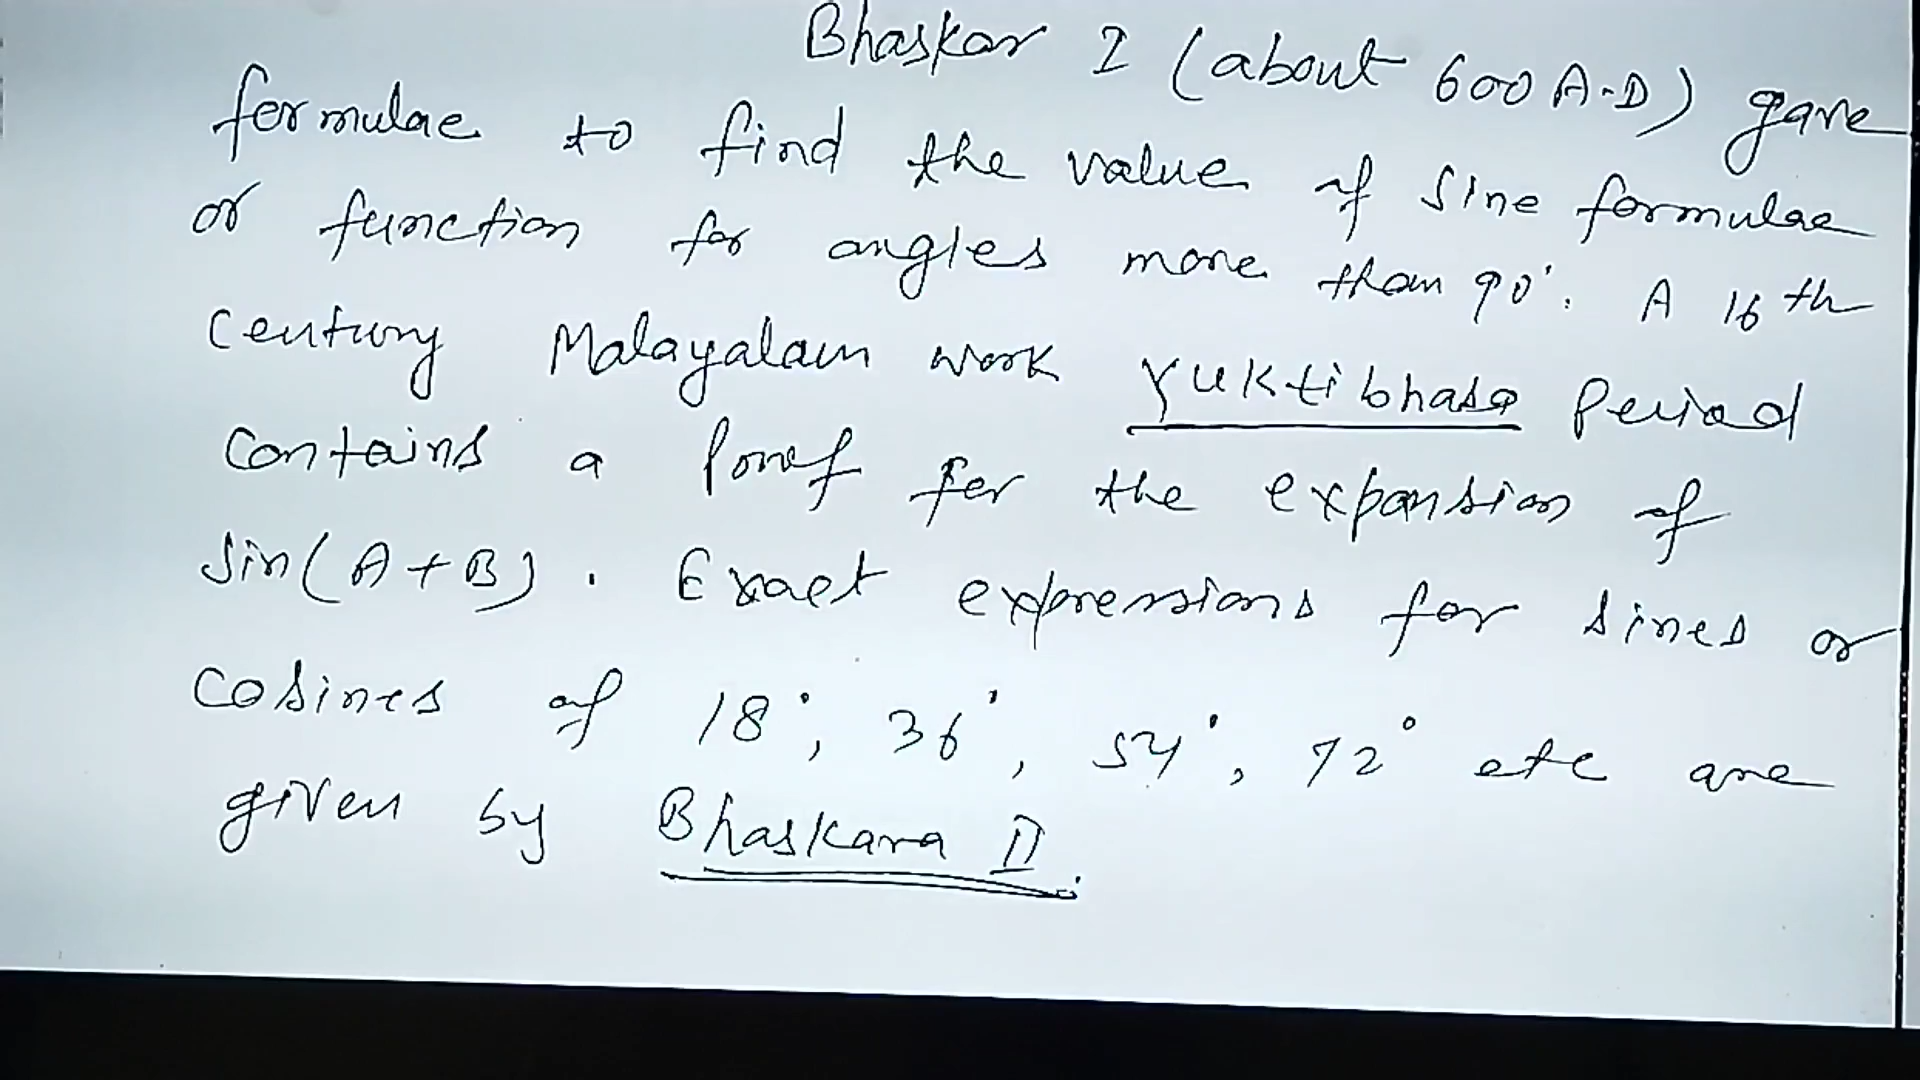 Bhaskar I (about 600 A.D) gave
formulae to find the value of sine formulae
or function for angles more than 90°. A 16th
century Malayalam work Yuktibhasa Period
contains a Proof for the expansion of
sin(A+B). Exact expressions for sines or
cosines of 18°, 36°, 54°, 72° etc are
given by Bhaskara II.